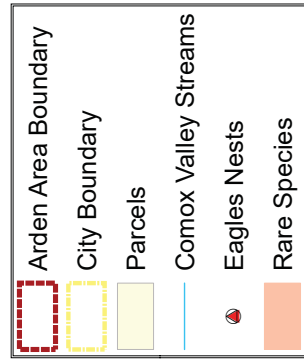 Arden Area Boundary
City Boundary
Parcels
Comox Valley Streams
Eagles Nests
Rare Species